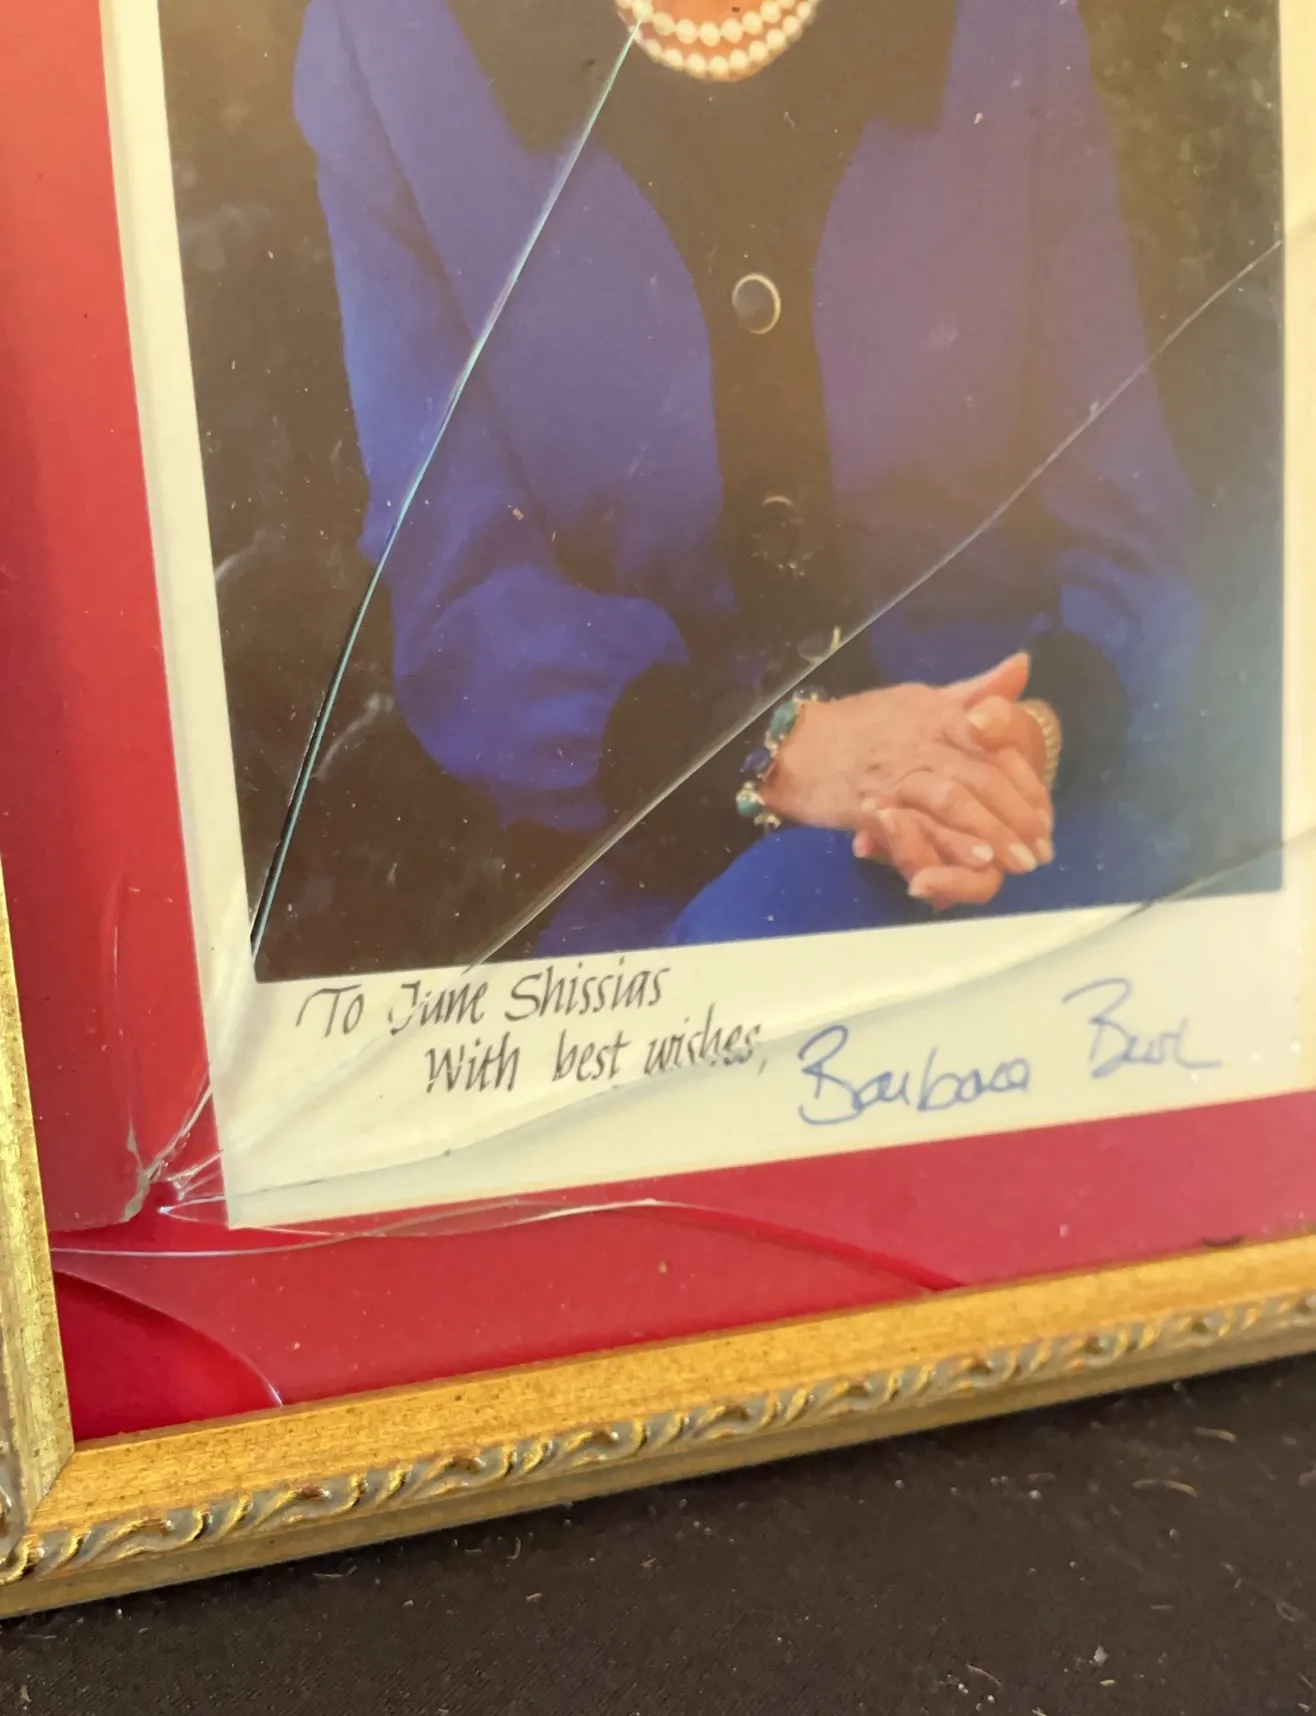 To June Shissias
With best wishes,
Barbara Bush